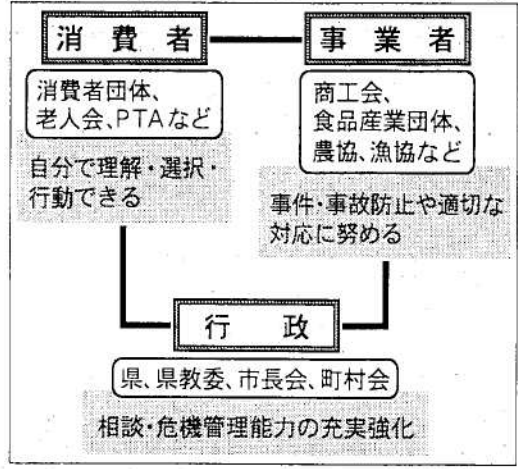 消費者
事業者
消費者団体、
老人会、PTAなど
商工会、
食品産業団体、
農協、漁協など
自分で理解・選択・
行動できる
事件・事故防止や適切な
対応に努める
行政
県、県教委、市長会、町村会
相談・危機管理能力の充実強化